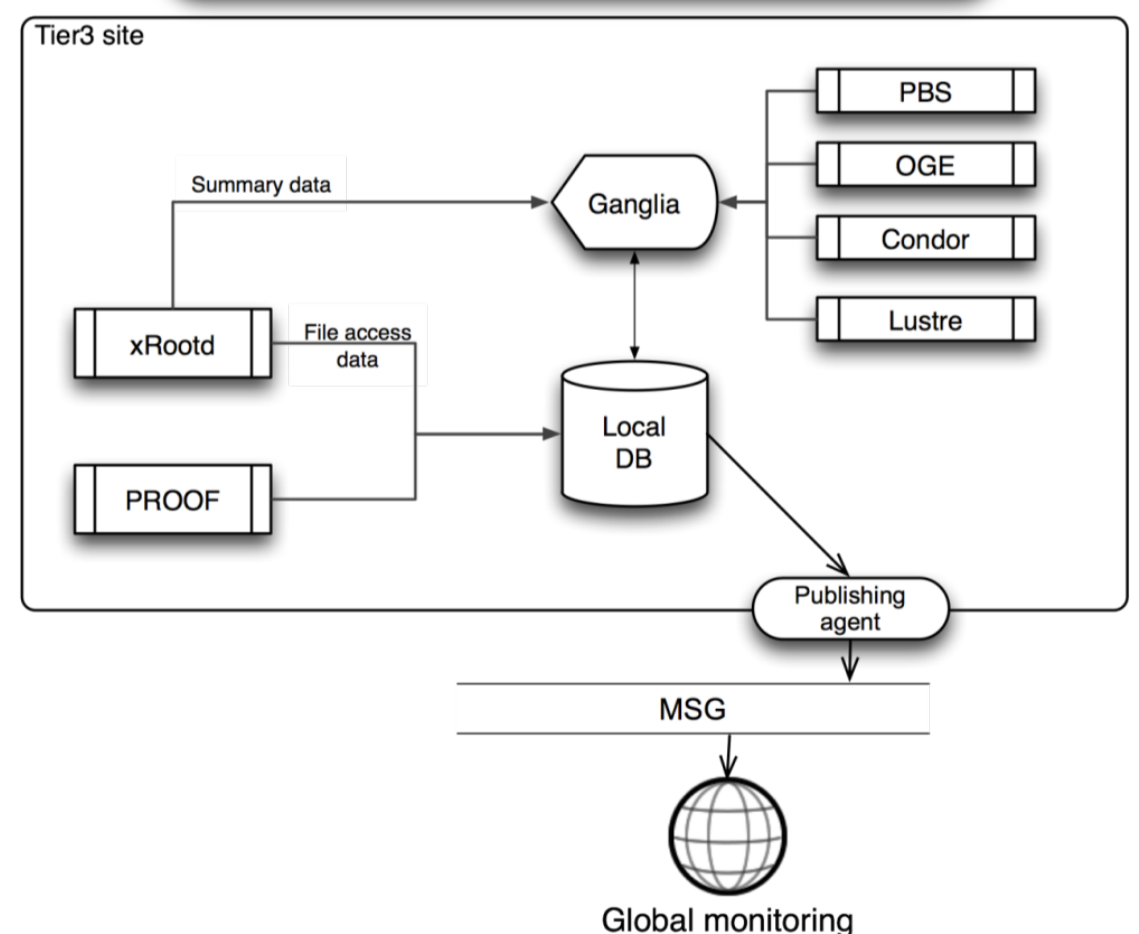 Tier3 site
PBS
OGE
Condor
Lustre
Summary data
Ganglia
xRootd
File access
data
PROOF
Local
DB
Publishing
agent
MSG
Global monitoring